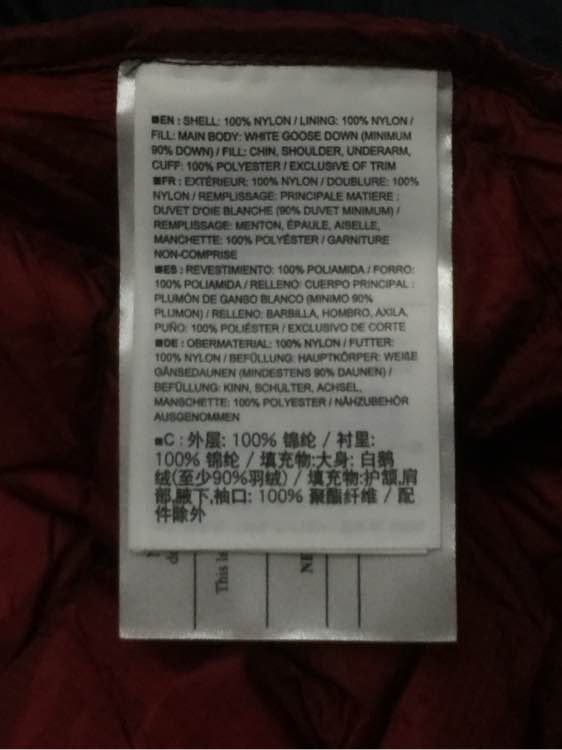 ■EN : SHELL: 100% NYLON / LINING: 100% NYLON /
FILL: MAIN BODY: WHITE GOOSE DOWN (MINIMUM
90% DOWN) / FILL: CHIN, SHOULDER, UNDERARM,
CUFF: 100% POLYESTER / EXCLUSIVE OF TRIM
■FR : EXTÉRIEUR: 100% NYLON / DOUBLURE: 100%
NYLON / REMPLISSAGE: PRINCIPALE MATIERE :
DUVET D'OIE BLANCHE (90% DUVET MINIMUM) /
REMPLISSAGE: MENTON, ÉPAULE, AISELLE,
MANCHETTE: 100% POLYÉSTER / GARNITURE
NON-COMPRISE
■ES : REVESTIMIENTO: 100% POLIAMIDA / FORRO:
100% POLIAMIDA / RELLENO: CUERPO PRINCIPAL :
PLUMÓN DE GANSO BLANCO (MINIMO 90%
PLUMON) / RELLENO: BARBILLA, HOMBRO, AXILA,
PUÑO: 100% POLIÉSTER / EXCLUSIVO DE CORTE
■DE : OBERMATERIAL: 100% NYLON / FUTTER:
100% NYLON / BEFÜLLUNG: HAUPTKÖRPER: WEIßE
GÄNSEDAUNEN (MINDESTENS 90% DAUNEN) /
BEFÜLLUNG: KINN, SCHULTER, ACHSEL,
MANSCHETTE: 100% POLYESTER / NÄHZUBEHÖR
AUSGENOMMEN
■C : 外层: 100% 锦纶 / 衬里:
100% 锦纶 / 填充物:大身: 白鹅
绒(至少90%羽绒) / 填充物:护颔,肩
部,腋下,袖口: 100% 聚酯纤维 / 配
件除外
This is
NE